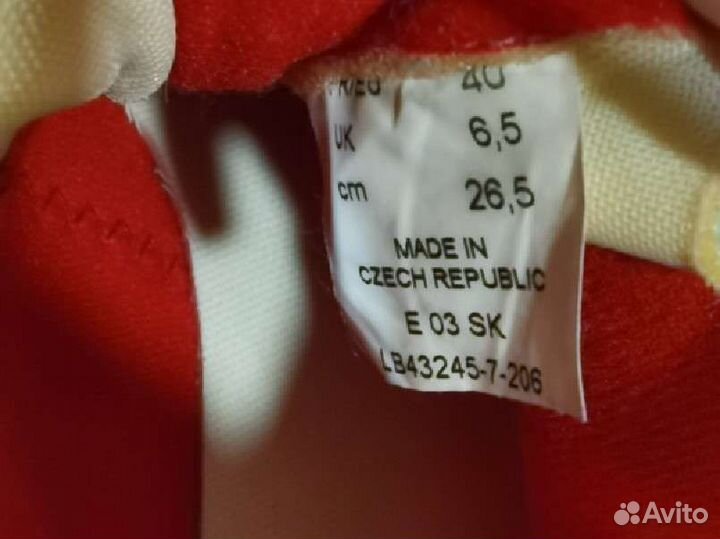 40
UK 6,5
cm 26,5
MADE IN
CZECH REPUBLIC
E 03 SK
LB43245-7-206
Avito